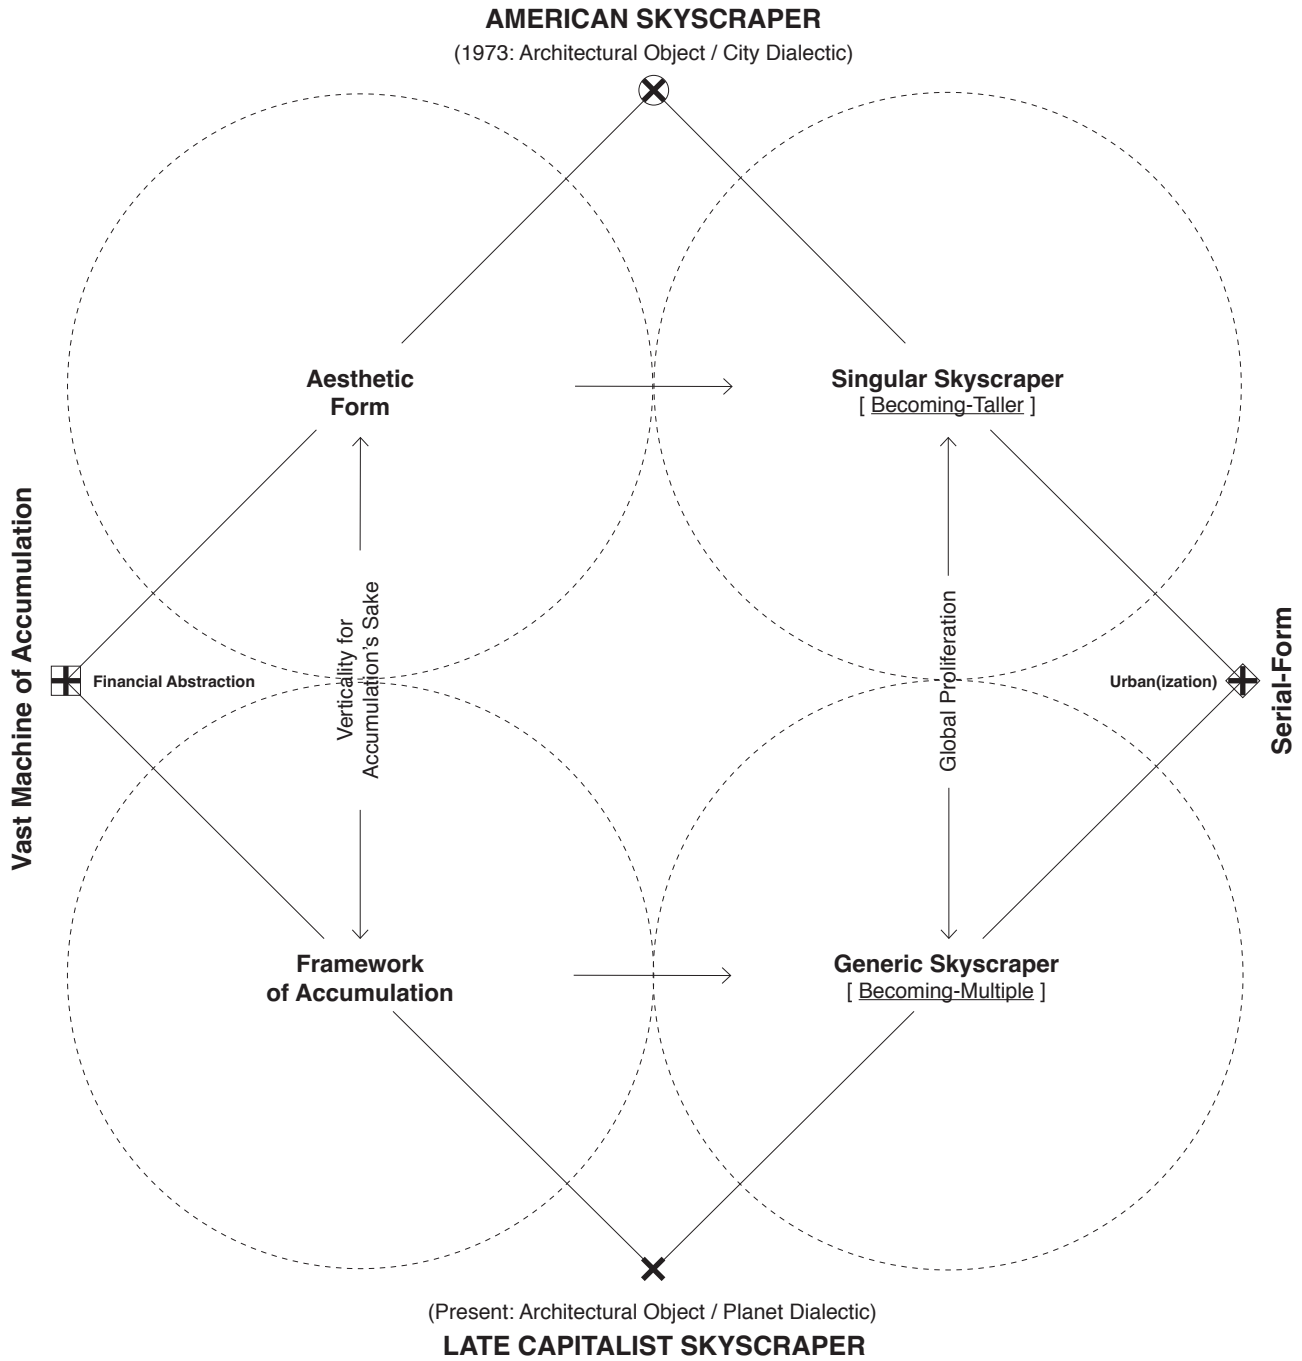 AMERICAN SKYSCRAPER
(1973: Architectural Object / City Dialectic)
Aesthetic
Form
Singular Skyscraper
[ Becoming-Taller ]
Vast Machine of Accumulation
Financial Abstraction
Verticality for
Accumulation's Sake
Global Proliferation
Urban(ization)
Serial-Form
Framework
of Accumulation
Generic Skyscraper
[ Becoming-Multiple ]
(Present: Architectural Object / Planet Dialectic)
LATE CAPITALIST SKYSCRAPER